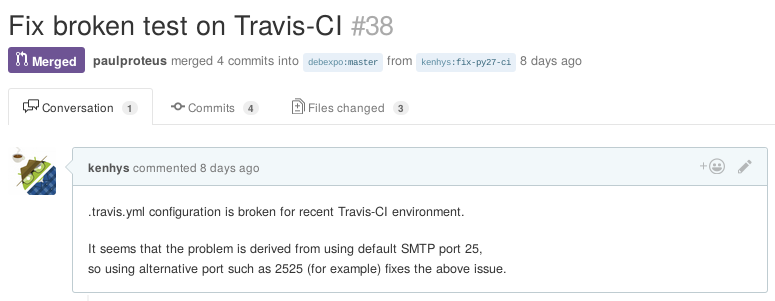 Fix broken test on Travis-CI #38
Merged paulproteus merged 4 commits into debexpo:master from kenhys:fix-py27-ci 8 days ago
Conversation 1 Commits 4 Files changed 3
kenhys commented 8 days ago
.travis.yml configuration is broken for recent Travis-CI environment.
It seems that the problem is derived from using default SMTP port 25,
so using alternative port such as 2525 (for example) fixes the above issue.